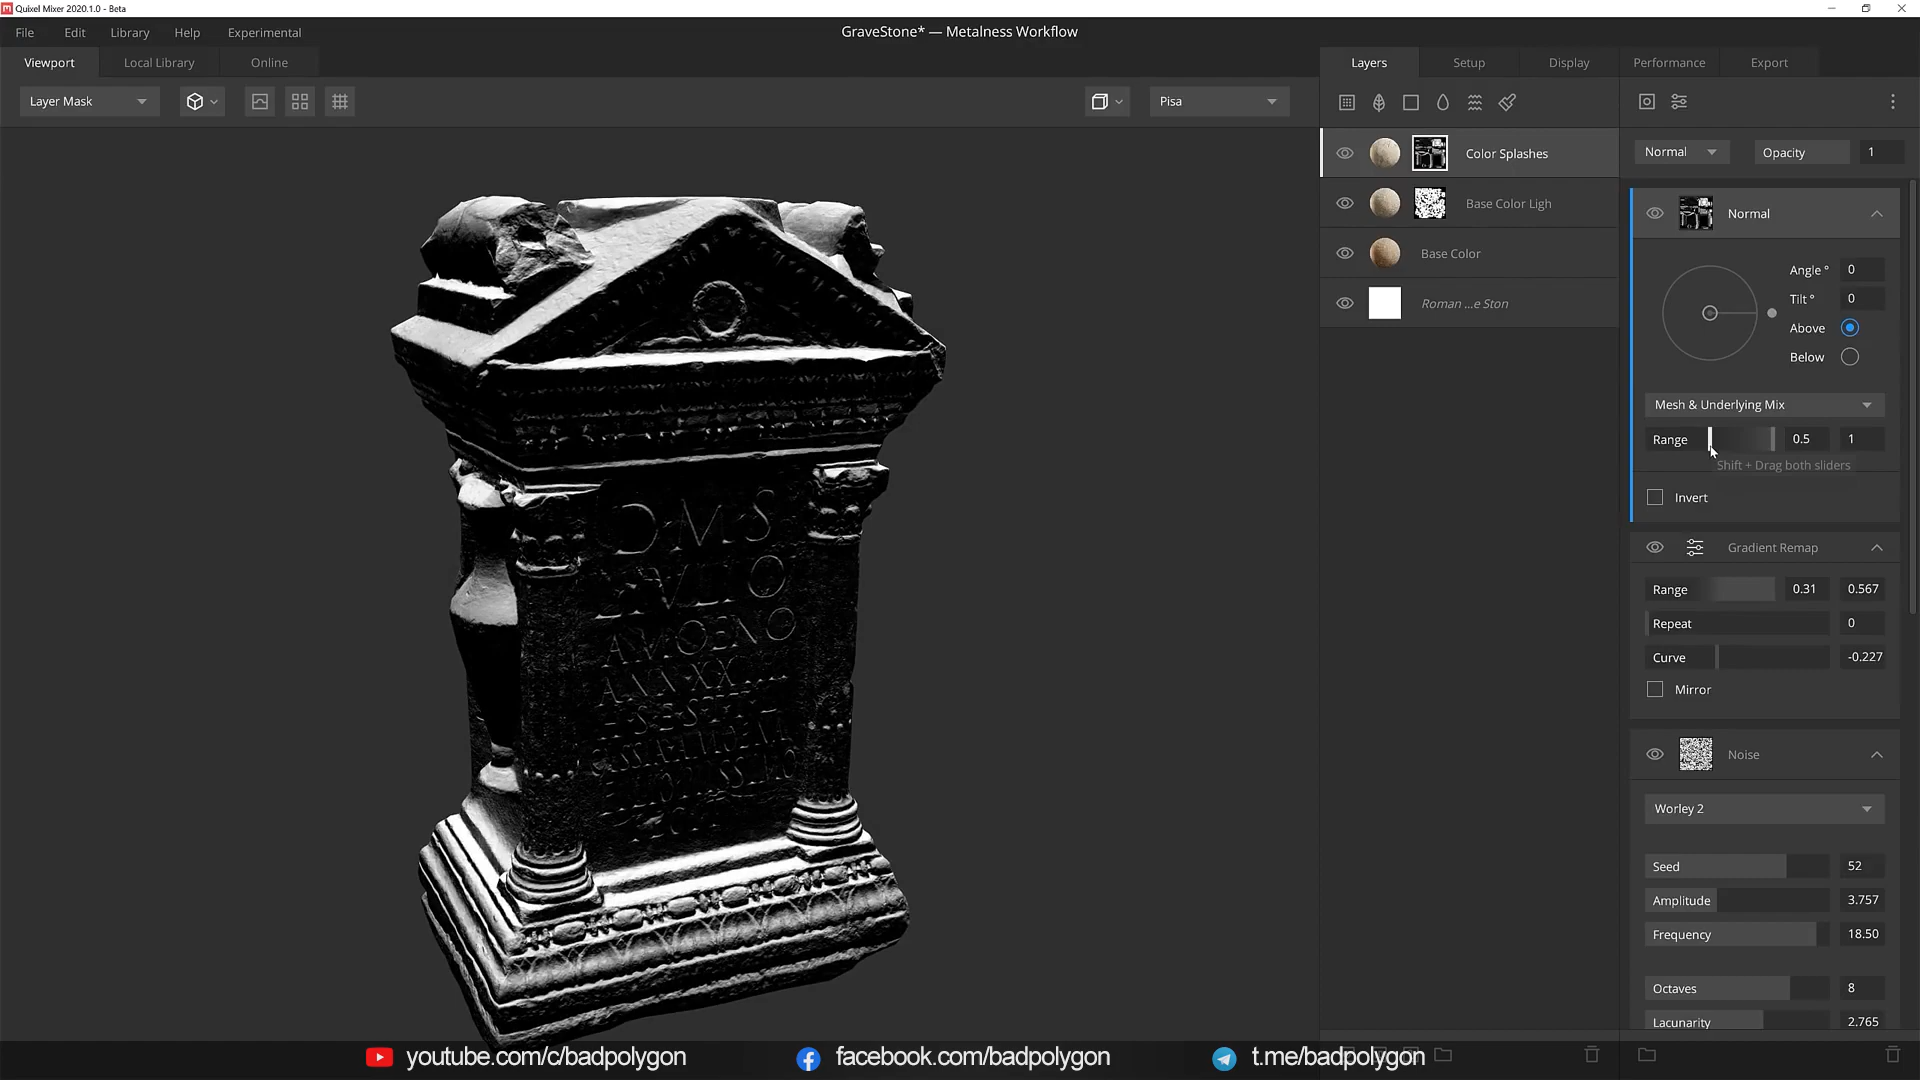 Quixel Mixer 2020.1.0 - Beta
File Edit Library Help Experimental
GraveStone* — Metalness Workflow
Viewport Local Library Online
Layers Setup Display Performance Export
Layer Mask
Pisa
Color Splashes
Base Color Ligh
Base Color
Roman ...e Ston
Normal
Opacity 1
Normal
Angle ° 0
Tilt ° 0
Above
Below
Mesh & Underlying Mix
Range 0.5 1
Shift + Drag both sliders
Invert
Gradient Remap
Range 0.31 0.567
Repeat 0
Curve -0.227
Mirror
Noise
Worley 2
Seed 52
Amplitude 3.757
Frequency 18.50
Octaves 8
Lacunarity 2.765
D M S
youtube.com/c/badpolygon
facebook.com/badpolygon
t.me/badpolygon